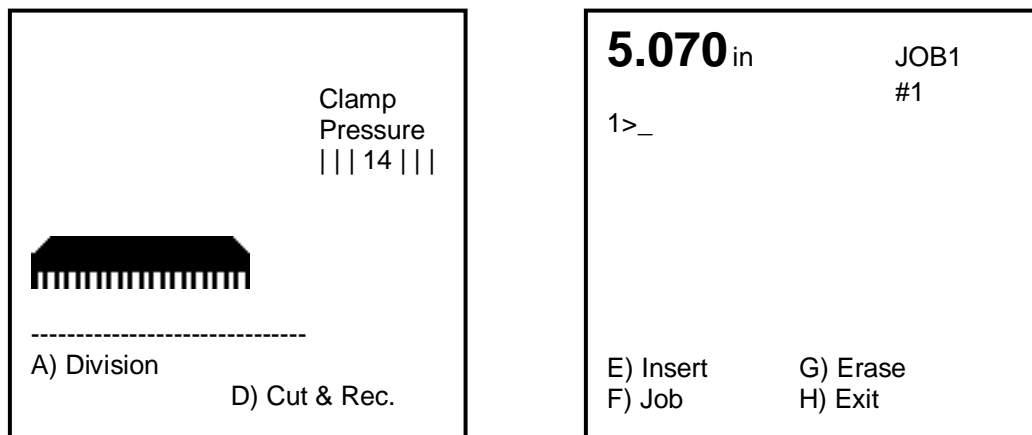 Clamp
Pressure
| | | 14 | | |
------------------------------
A) Division
D) Cut & Rec.
5.070 in JOB1
#1
1>_
E) Insert G) Erase
F) Job H) Exit